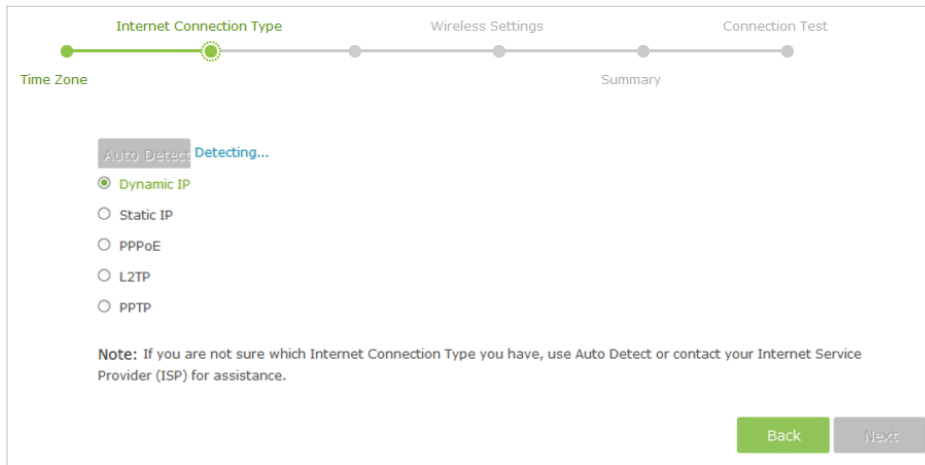 Internet Connection Type
Wireless Settings
Connection Test
Time Zone
Summary
Auto Detect Detecting...
Dynamic IP
Static IP
PPPoE
L2TP
PPTP
Note: If you are not sure which Internet Connection Type you have, use Auto Detect or contact your Internet Service
Provider (ISP) for assistance.
Back
Next